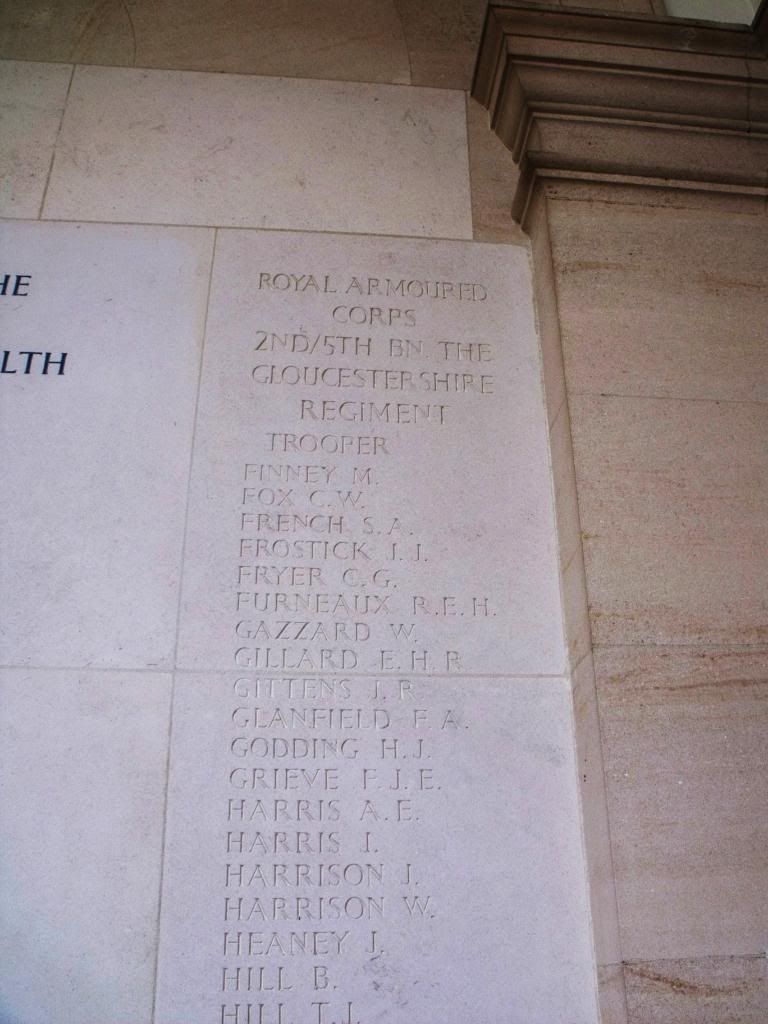 HE
LTH
ROYAL ARMOURED
CORPS
2ND/5TH BN. THE
GLOUCESTERSHIRE
REGIMENT
TROOPER
FINNEY M.
FOX C.W.
FRENCH S.A.
FROSTICK J.J.
FRYER C.G.
FURNEAUX R.E.H.
GAZZARD W.
GILLARD E.H.R.
GITTENS J.R.
GLANFIELD F.A.
GODDING H.J.
GRIEVE F.J.E.
HARRIS A.E.
HARRIS I.
HARRISON J.
HARRISON W.
HEANEY J.
HILL B.
HILL T.J.